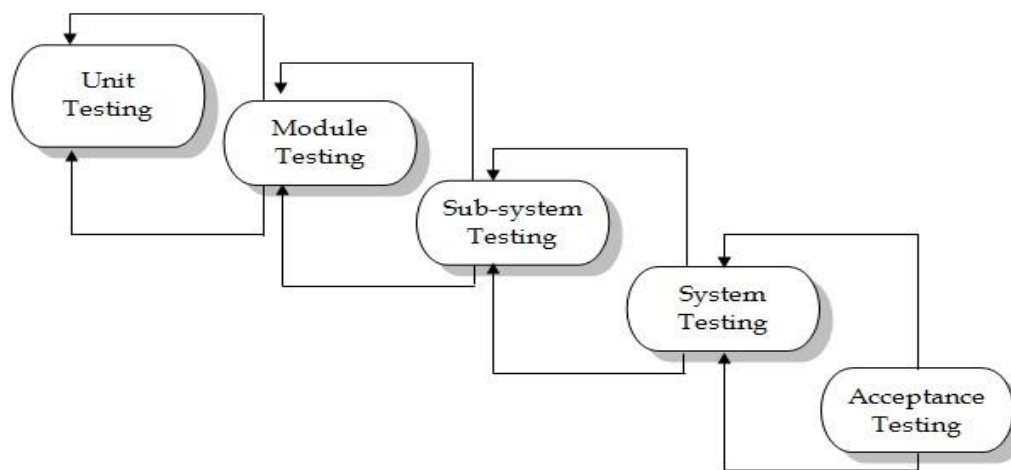 Unit
Testing
Module
Testing
Sub-system
Testing
System
Testing
Acceptance
Testing